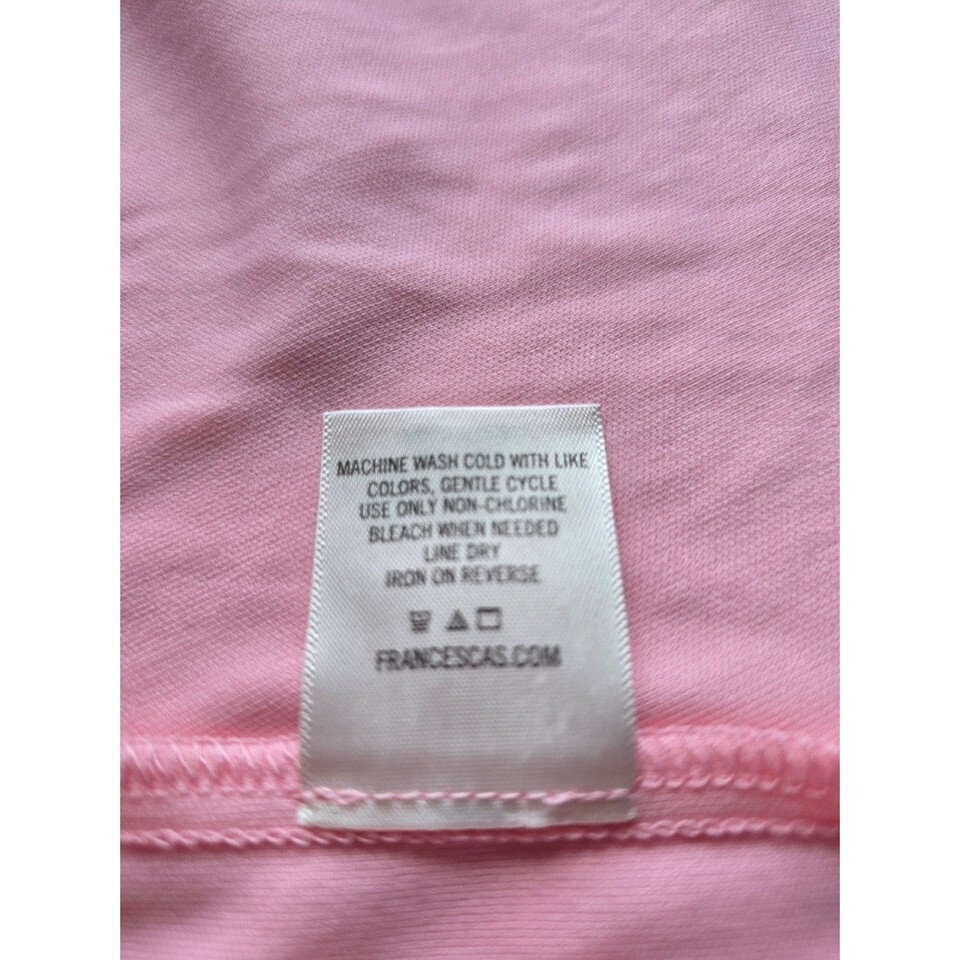 MACHINE WASH COLD WITH LIKE
COLORS, GENTLE CYCLE
USE ONLY NON-CHLORINE
BLEACH WHEN NEEDED
LINE DRY
IRON ON REVERSE
FRANCESCAS.COM